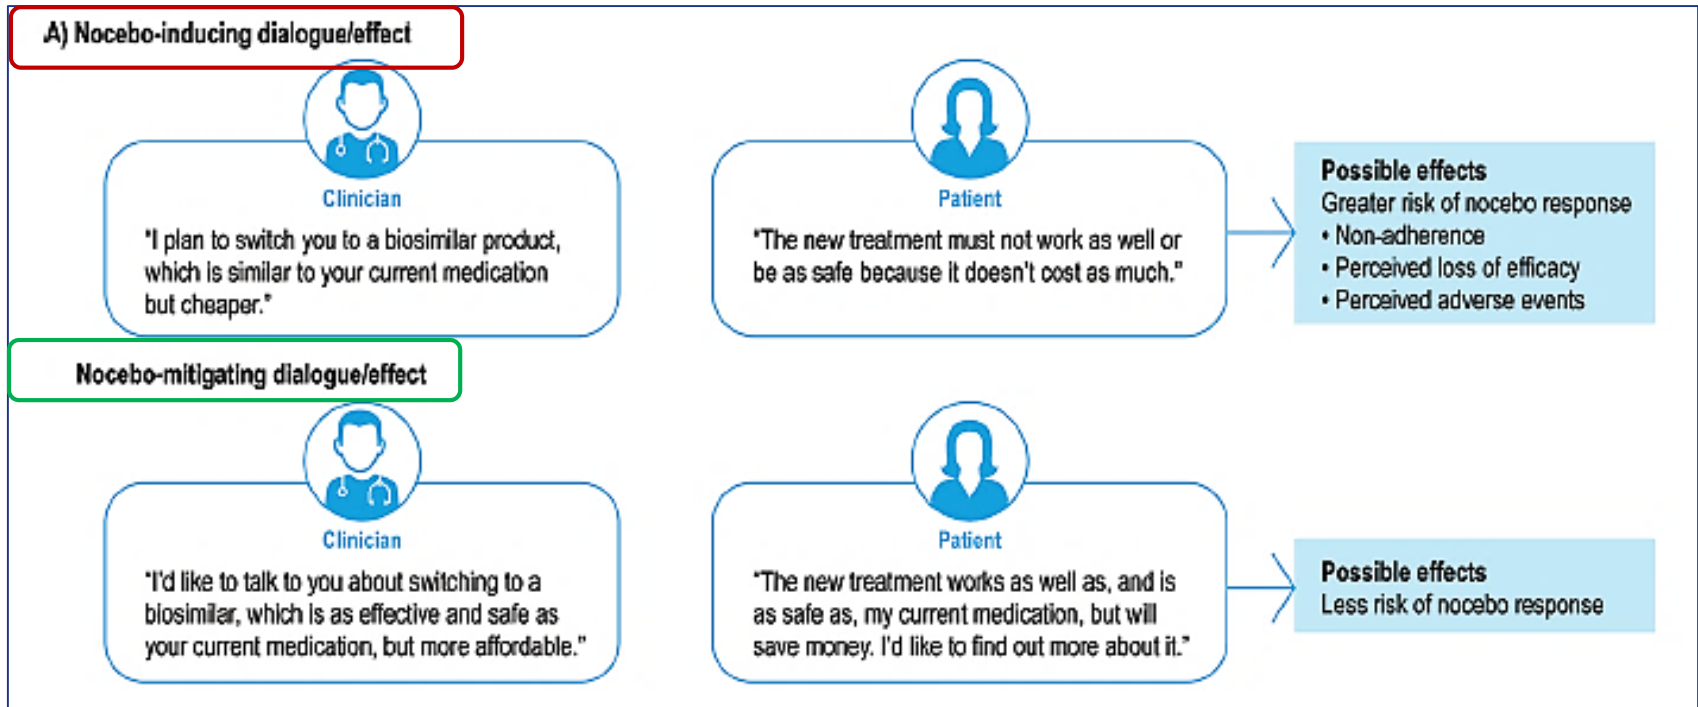 A) Nocebo-inducing dialogue/effect
Clinician
"I plan to switch you to a biosimilar product,
which is similar to your current medication
but cheaper."
Patient
"The new treatment must not work as well or
be as safe because it doesn't cost as much."
Possible effects
Greater risk of nocebo response
• Non-adherence
• Perceived loss of efficacy
• Perceived adverse events
Nocebo-mitigating dialogue/effect
Clinician
"I'd like to talk to you about switching to a
biosimilar, which is as effective and safe as
your current medication, but more affordable."
Patient
"The new treatment works as well as, and is
as safe as, my current medication, but will
save money. I'd like to find out more about it."
Possible effects
Less risk of nocebo response